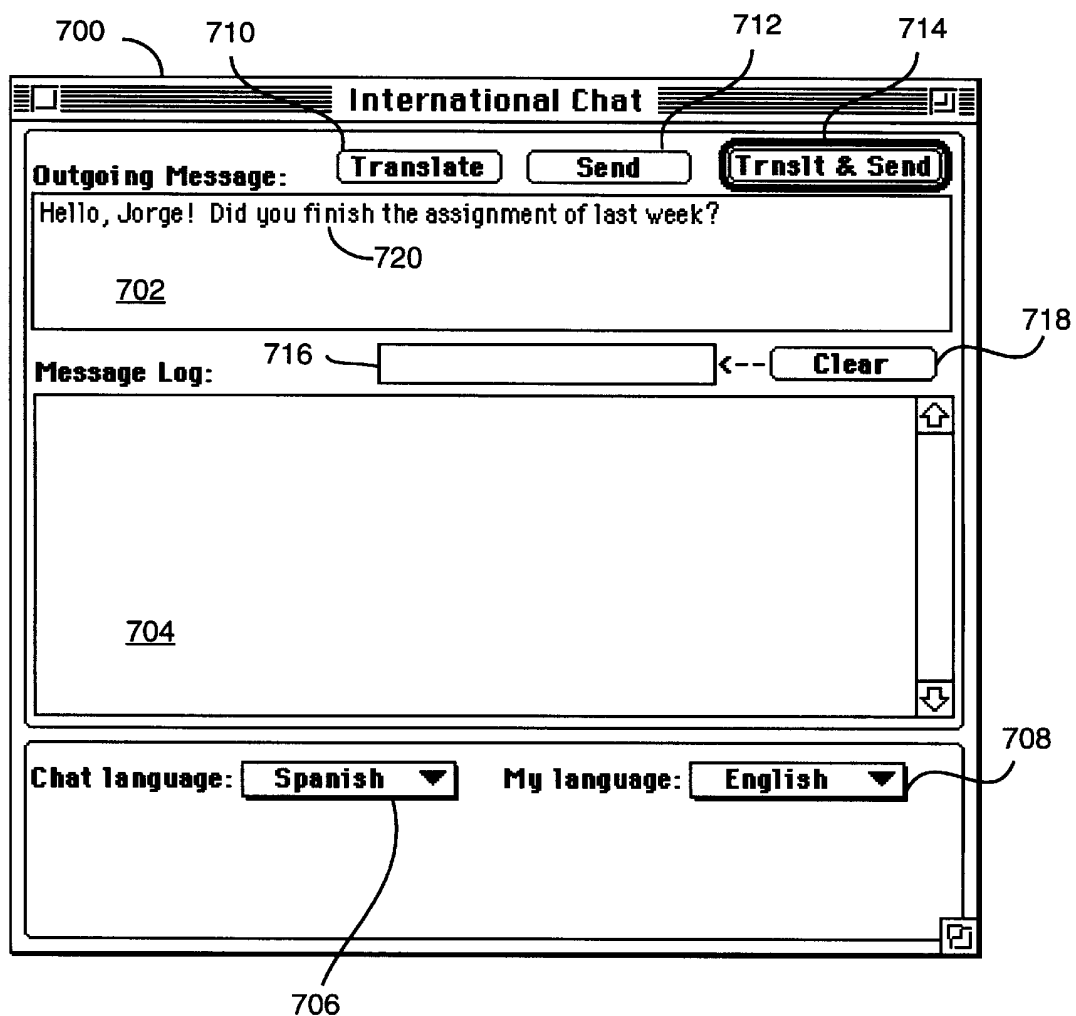 700 710 712 714
International Chat
Translate Send Trnslt & Send
Outgoing Message:
Hello, Jorge! Did you finish the assignment of last week?
720
702
718
716 <-- Clear
Message Log:
704
708
Chat language: Spanish My language: English
706